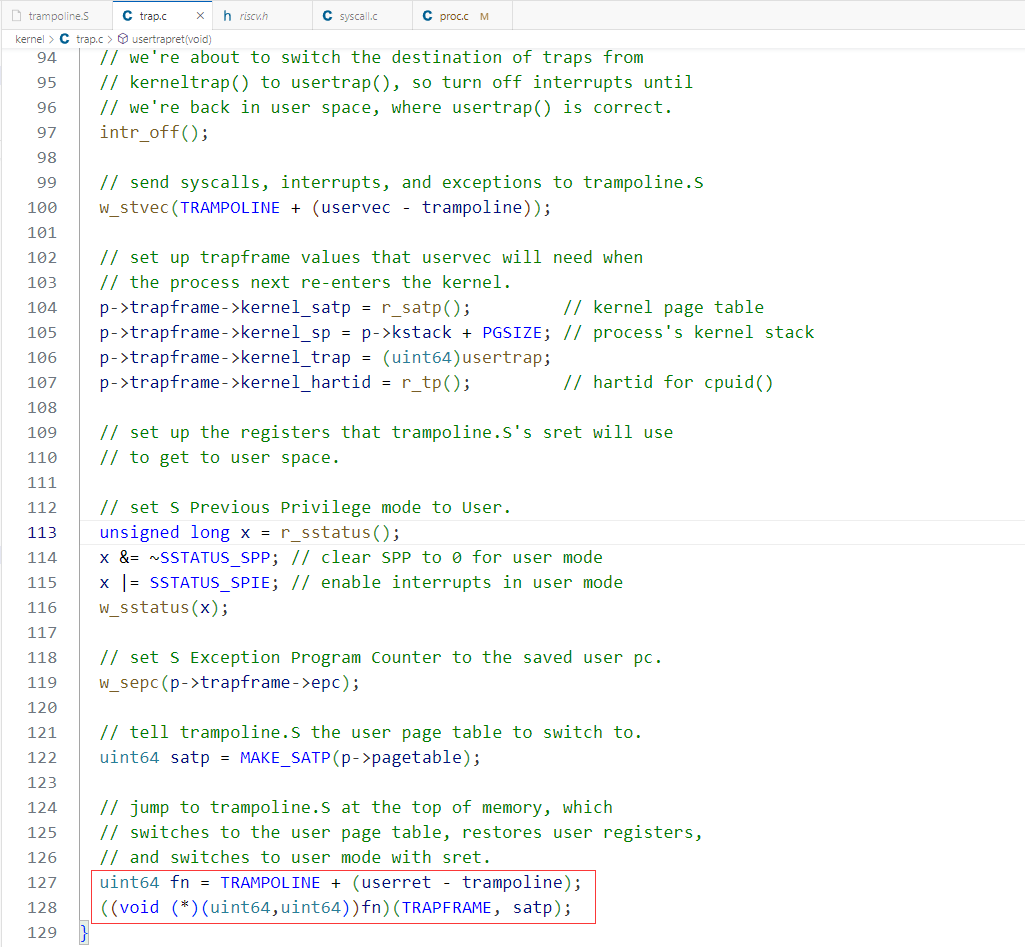 trampoline.S
C trap.c ×
h riscv.h
C syscall.c
C proc.c M
kernel > C trap.c > usertrapret(void)
94 // we're about to switch the destination of traps from
95 // kerneltrap() to usertrap(), so turn off interrupts until
96 // we're back in user space, where usertrap() is correct.
97 intr_off();
98
99 // send syscalls, interrupts, and exceptions to trampoline.S
100 w_stvec(TRAMPOLINE + (uservec - trampoline));
101
102 // set up trapframe values that uservec will need when
103 // the process next re-enters the kernel.
104 p->trapframe->kernel_satp = r_satp();         // kernel page table
105 p->trapframe->kernel_sp = p->kstack + PGSIZE; // process's kernel stack
106 p->trapframe->kernel_trap = (uint64)usertrap;
107 p->trapframe->kernel_hartid = r_tp();         // hartid for cpuid()
108
109 // set up the registers that trampoline.S's sret will use
110 // to get to user space.
111
112 // set S Previous Privilege mode to User.
113 unsigned long x = r_sstatus();
114 x &= ~SSTATUS_SPP; // clear SPP to 0 for user mode
115 x |= SSTATUS_SPIE; // enable interrupts in user mode
116 w_sstatus(x);
117
118 // set S Exception Program Counter to the saved user pc.
119 w_sepc(p->trapframe->epc);
120
121 // tell trampoline.S the user page table to switch to.
122 uint64 satp = MAKE_SATP(p->pagetable);
123
124 // jump to trampoline.S at the top of memory, which
125 // switches to the user page table, restores user registers,
126 // and switches to user mode with sret.
127 uint64 fn = TRAMPOLINE + (userret - trampoline);
128 ((void (*)(uint64,uint64))fn)(TRAPFRAME, satp);
129 }